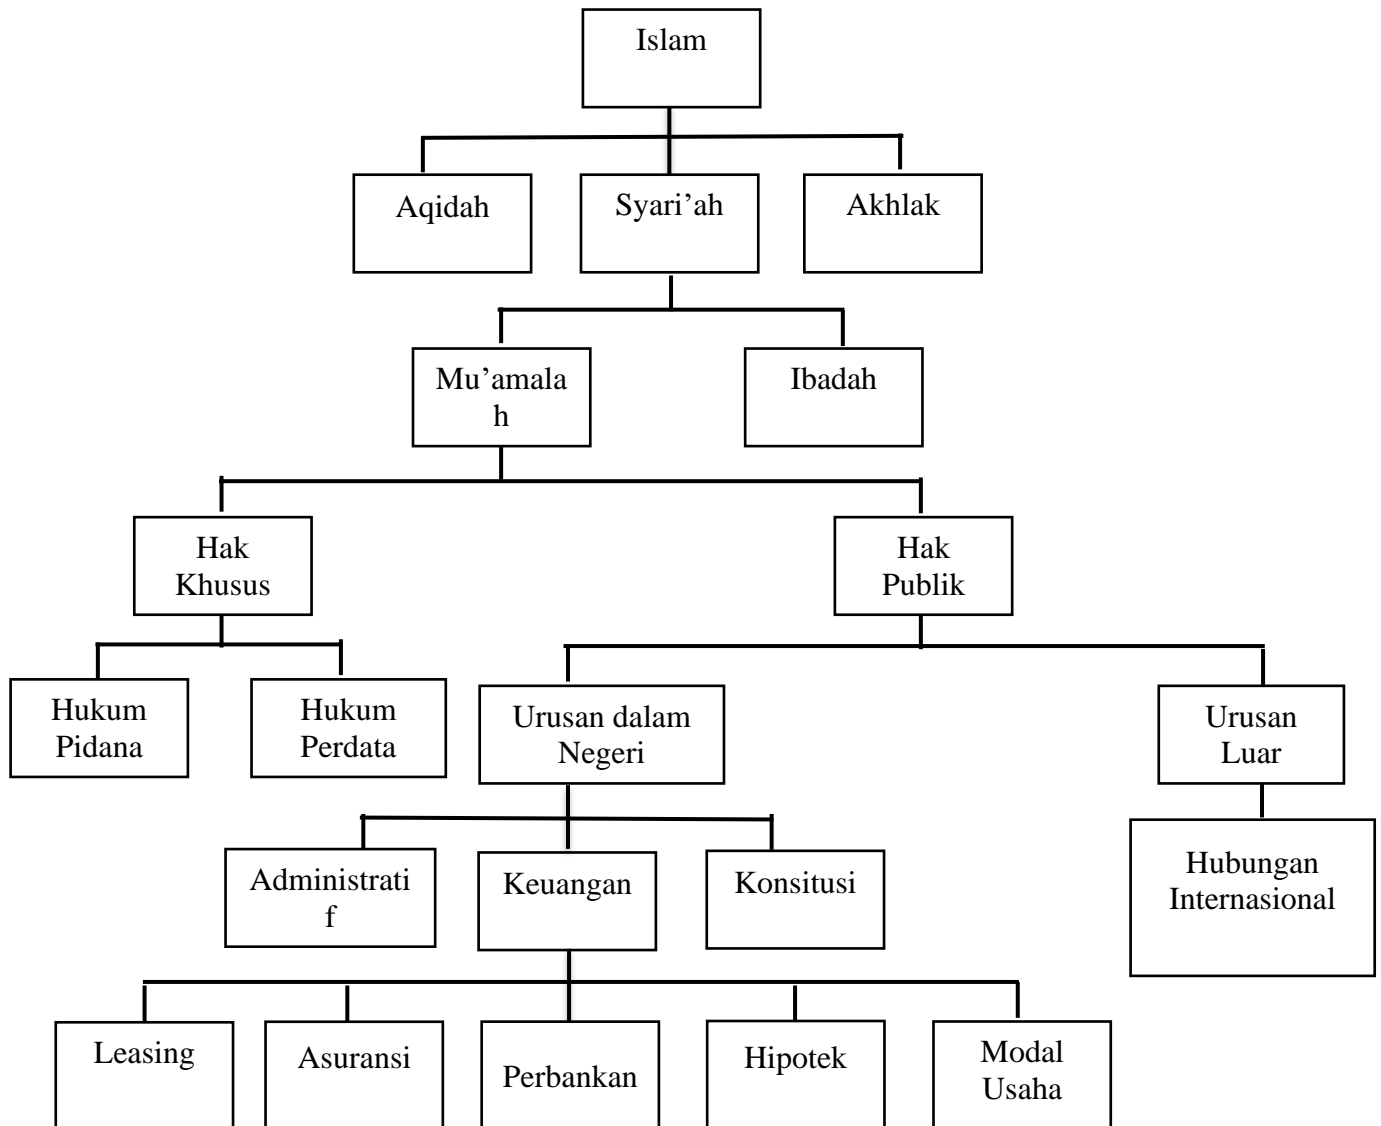 Islam
Aqidah
Syari’ah
Akhlak
Mu’amala
h
Ibadah
Hak
Khusus
Hak
Publik
Hukum
Pidana
Hukum
Perdata
Urusan dalam
Negeri
Urusan
Luar
Administrati
f
Keuangan
Konsitusi
Hubungan
Internasional
Leasing
Asuransi
Perbankan
Hipotek
Modal
Usaha